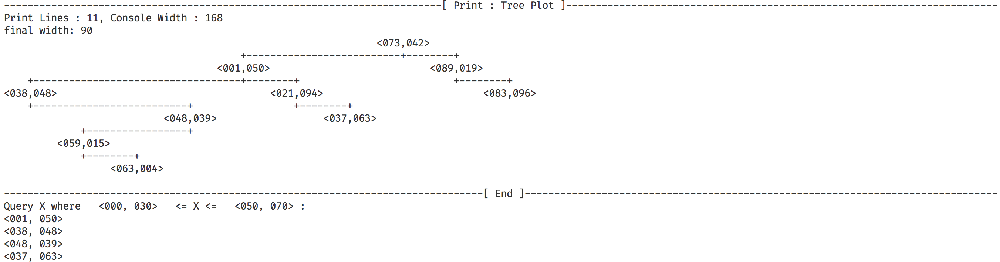 --------------------------------------------------------------------------[ Print : Tree Plot ]-------------------------------------------------------------------------
Print Lines : 11, Console Width : 168
final width: 90
                                                               <073,042>
                                        +--------------------------+--------+
                                    <001,050>                           <089,019>
    +-----------------------------------+--------+                          +--------+
<038,048>                                    <021,094>                           <083,096>
    +--------------------------+                 +--------+
                           <048,039>                  <037,063>
             +-----------------+
         <059,015>
             +--------+
                  <063,004>
---------------------------------------------------------------------------------[ End ]--------------------------------------------------------------------------------
Query X where   <000, 030>   <= X <=   <050, 070> :
<001, 050>
<038, 048>
<048, 039>
<037, 063>